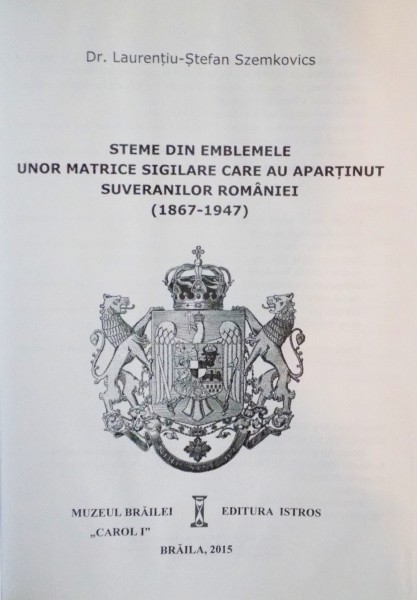 Dr. Laurențiu-Ștefan Szemkovics
STEME DIN EMBLEMELE
UNOR MATRICE SIGILARE CARE AU APARȚINUT
SUVERANILOR ROMÂNIEI
(1867-1947)
MUZEUL BRĂILEI EDITURA ISTROS
„CAROL I”
BRĂILA, 2015